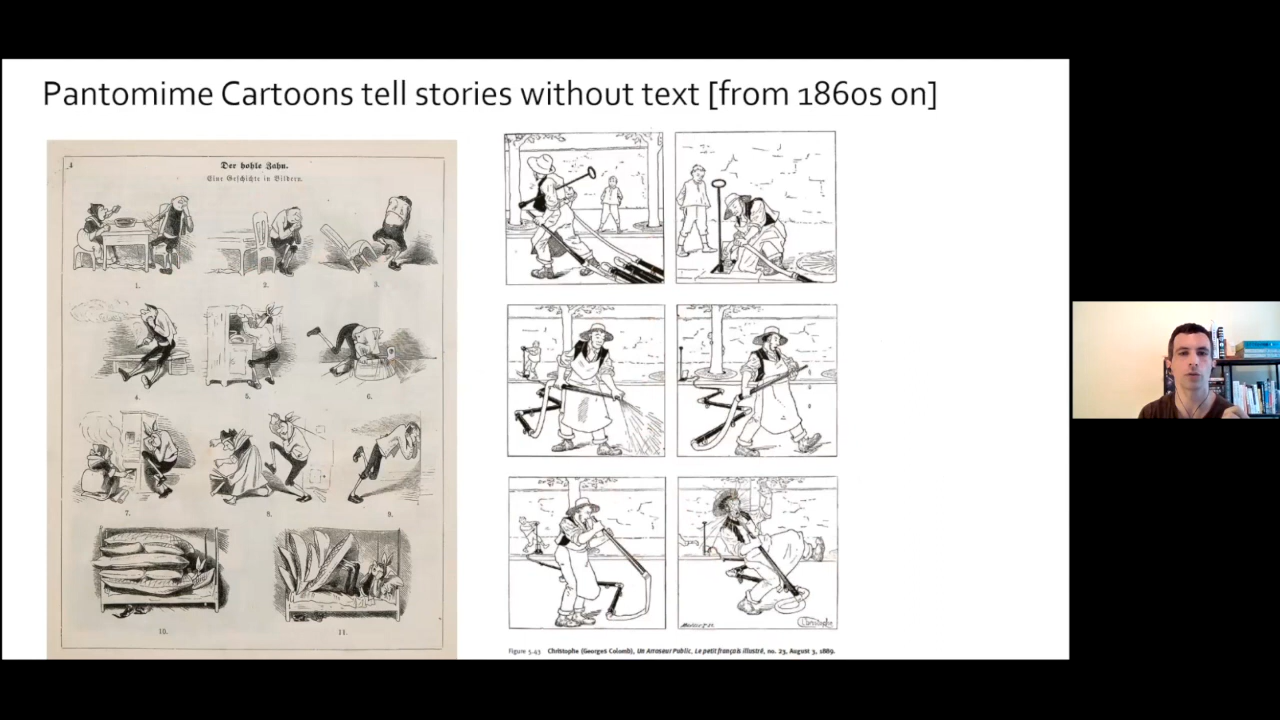 Pantomime Cartoons tell stories without text [from 1860s on]
Der hohle Zahn.
Eine Geschichte in Bildern.
1.
2.
3.
4.
5.
6.
7.
8.
9.
10.
11.
Christophe
Figure 5.43 Christophe (Georges Colomb), Un Arroseur Public, Le petit français illustré, no. 23, August 3, 1889.